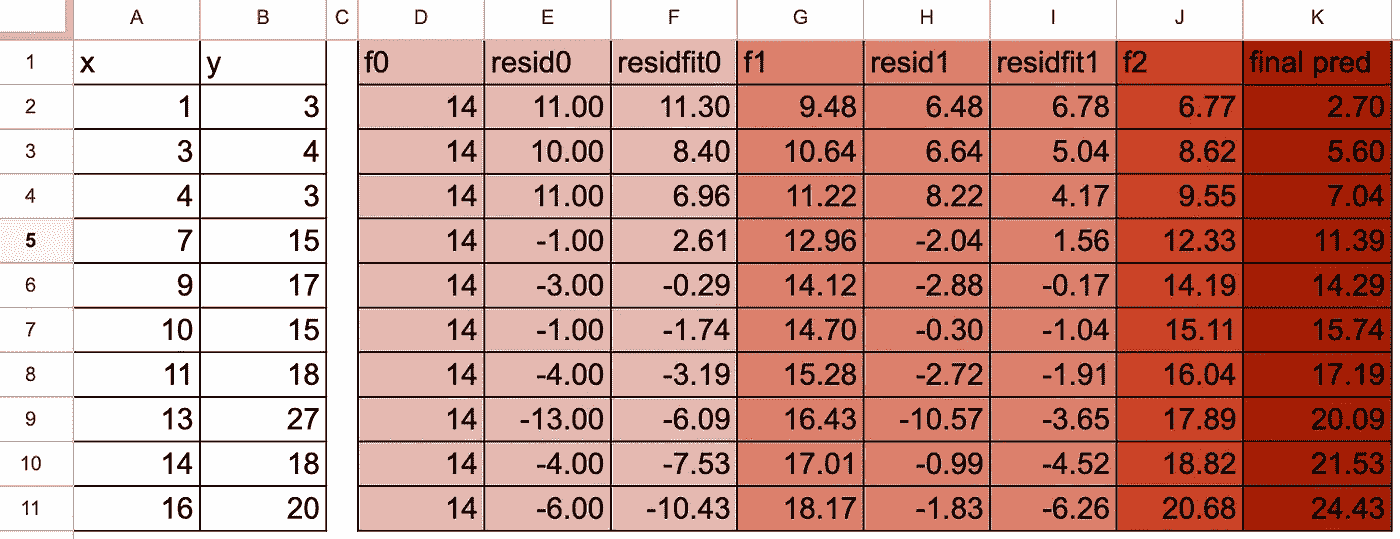 A B C D E F G H I J K
1 x y f0 resid0 residfit0 f1 resid1 residfit1 f2 final pred
2 1 3 14 11.00 11.30 9.48 6.48 6.78 6.77 2.70
3 3 4 14 10.00 8.40 10.64 6.64 5.04 8.62 5.60
4 4 3 14 11.00 6.96 11.22 8.22 4.17 9.55 7.04
5 7 15 14 -1.00 2.61 12.96 -2.04 1.56 12.33 11.39
6 9 17 14 -3.00 -0.29 14.12 -2.88 -0.17 14.19 14.29
7 10 15 14 -1.00 -1.74 14.70 -0.30 -1.04 15.11 15.74
8 11 18 14 -4.00 -3.19 15.28 -2.72 -1.91 16.04 17.19
9 13 27 14 -13.00 -6.09 16.43 -10.57 -3.65 17.89 20.09
10 14 18 14 -4.00 -7.53 17.01 -0.99 -4.52 18.82 21.53
11 16 20 14 -6.00 -10.43 18.17 -1.83 -6.26 20.68 24.43